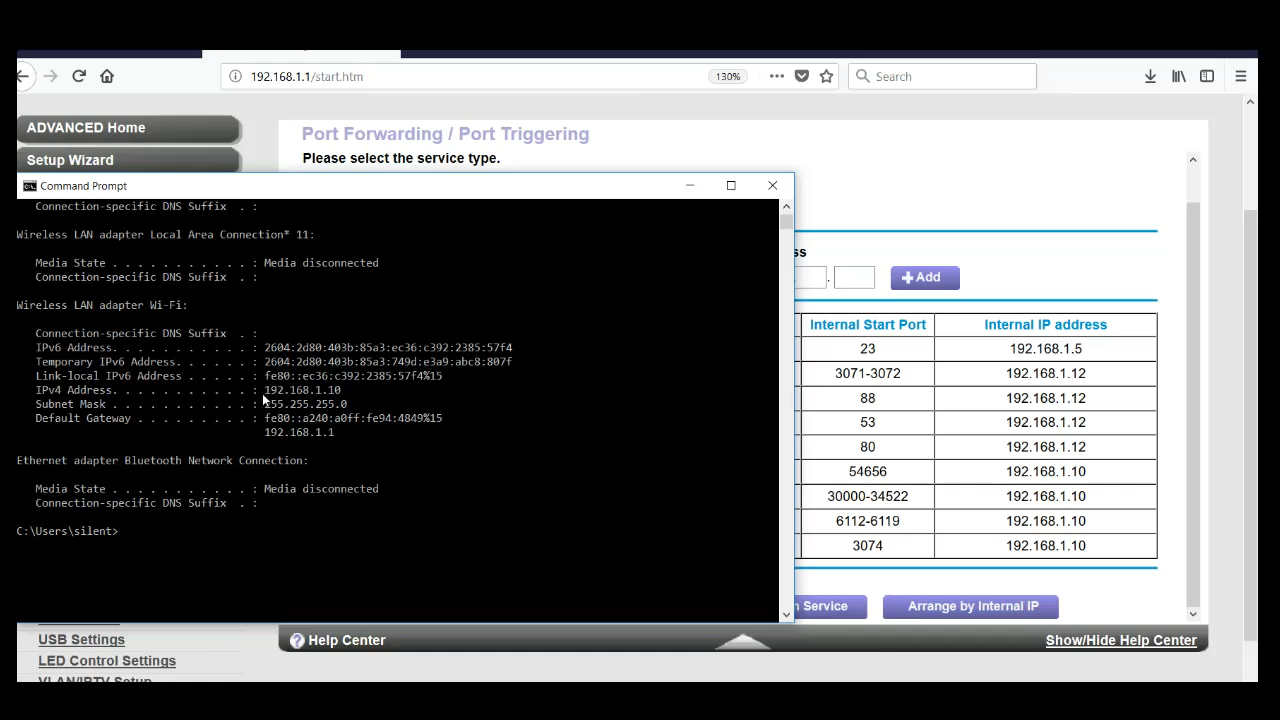 192.168.1.1/start.htm
130%
Search
ADVANCED Home
Setup Wizard
Port Forwarding / Port Triggering
Please select the service type.
Command Prompt
Connection-specific DNS Suffix . :
Wireless LAN adapter Local Area Connection* 11:
Media State . . . . . . . . . . . : Media disconnected
Connection-specific DNS Suffix . :
Wireless LAN adapter Wi-Fi:
Connection-specific DNS Suffix . :
IPv6 Address. . . . . . . . . . . : 2604:2d80:403b:85a3:ec36:c392:2385:57f4
Temporary IPv6 Address. . . . . . : 2604:2d80:403b:85a3:749d:e3a9:abc8:807f
Link-local IPv6 Address . . . . . : fe80::ec36:c392:2385:57f4%15
IPv4 Address. . . . . . . . . . . : 192.168.1.10
Subnet Mask . . . . . . . . . . . : 255.255.255.0
Default Gateway . . . . . . . . . : fe80::a240:a0ff:fe94:4849%15
192.168.1.1
Ethernet adapter Bluetooth Network Connection:
Media State . . . . . . . . . . . : Media disconnected
Connection-specific DNS Suffix . :
C:\Users\silent>
ss
. + Add
Internal Start Port Internal IP address
23 192.168.1.5
3071-3072 192.168.1.12
88 192.168.1.12
53 192.168.1.12
80 192.168.1.12
54656 192.168.1.10
30000-34522 192.168.1.10
6112-6119 192.168.1.10
3074 192.168.1.10
Service Arrange by Internal IP
? Help Center Show/Hide Help Center
USB Settings
LED Control Settings
VLAN/IPTV Setup